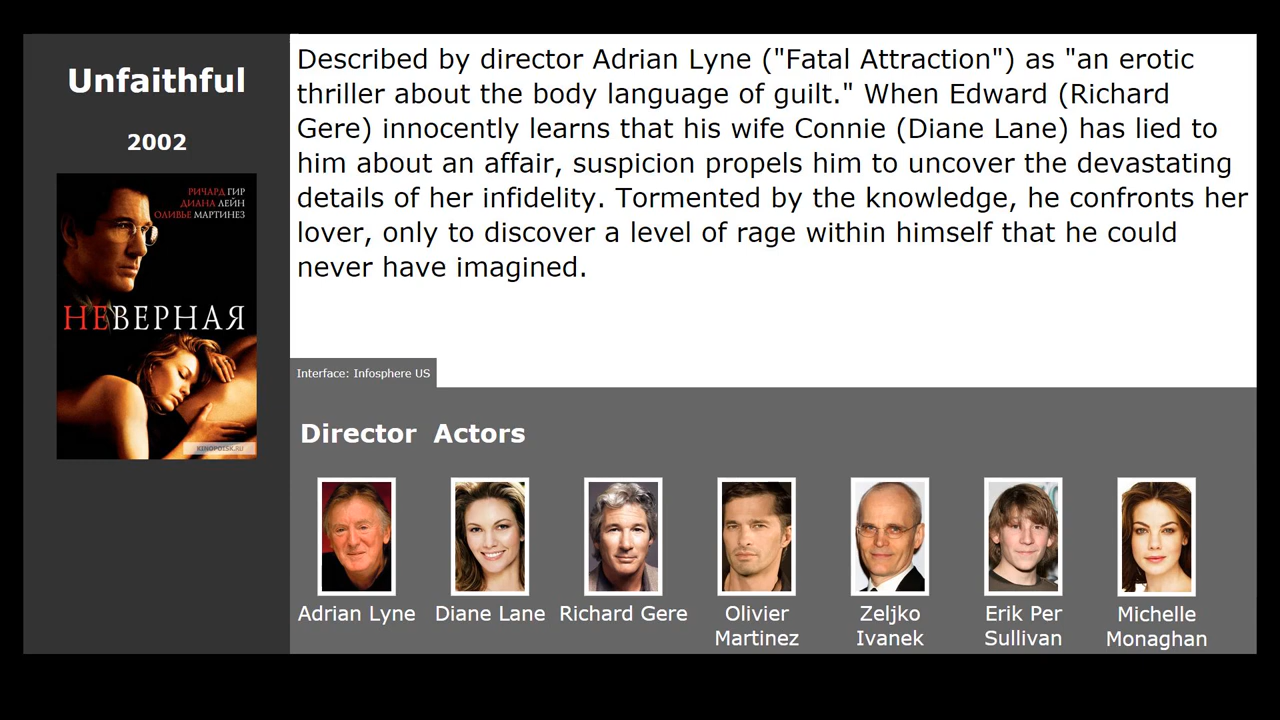 Unfaithful
2002
РИЧАРД ГИР
ДИАНА ЛЕЙН
ОЛИВЬЕ МАРТИНЕЗ
НЕВЕРНАЯ
KINOPOISK.RU
Described by director Adrian Lyne ("Fatal Attraction") as "an erotic
thriller about the body language of guilt." When Edward (Richard
Gere) innocently learns that his wife Connie (Diane Lane) has lied to
him about an affair, suspicion propels him to uncover the devastating
details of her infidelity. Tormented by the knowledge, he confronts her
lover, only to discover a level of rage within himself that he could
never have imagined.
Interface: Infosphere US
Director Actors
Adrian Lyne
Diane Lane
Richard Gere
Olivier
Martinez
Zeljko
Ivanek
Erik Per
Sullivan
Michelle
Monaghan